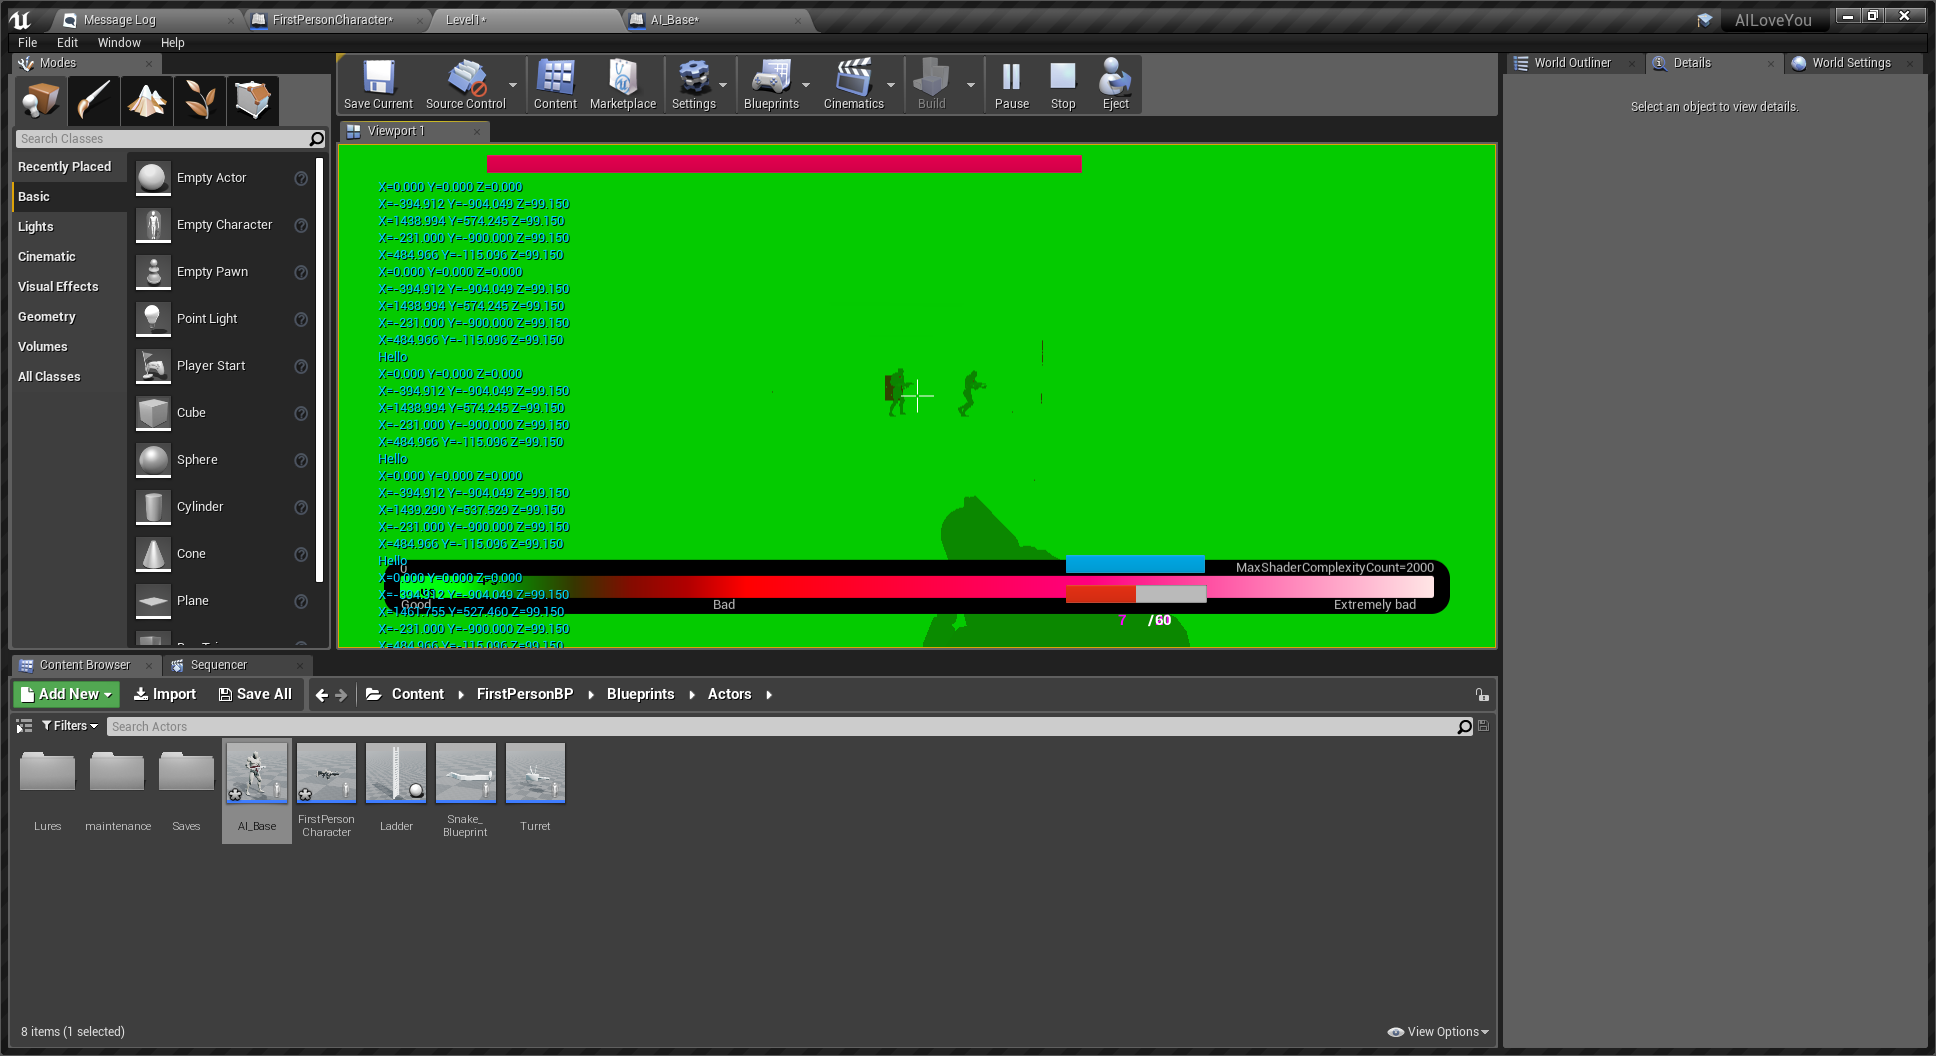 Message Log
FirstPersonCharacter*
Level1*
AI_Base*
AILoveYou
File Edit Window Help
Modes
Search Classes
Recently Placed
Basic
Lights
Cinematic
Visual Effects
Geometry
Volumes
All Classes
Empty Actor
Empty Character
Empty Pawn
Point Light
Player Start
Cube
Sphere
Cylinder
Cone
Plane
Save Current
Source Control
Content
Marketplace
Settings
Blueprints
Cinematics
Build
Pause
Stop
Eject
Viewport 1
X=0.000 Y=0.000 Z=0.000
X=-394.912 Y=-904.049 Z=99.150
X=1438.994 Y=574.245 Z=99.150
X=-231.000 Y=-900.000 Z=99.150
X=484.966 Y=-115.096 Z=99.150
X=0.000 Y=0.000 Z=0.000
X=-394.912 Y=-904.049 Z=99.150
X=1438.994 Y=574.245 Z=99.150
X=-231.000 Y=-900.000 Z=99.150
X=484.966 Y=-115.096 Z=99.150
Hello
X=0.000 Y=0.000 Z=0.000
X=-394.912 Y=-904.049 Z=99.150
X=1438.994 Y=574.245 Z=99.150
X=-231.000 Y=-900.000 Z=99.150
X=484.966 Y=-115.096 Z=99.150
Hello
X=0.000 Y=0.000 Z=0.000
X=-394.912 Y=-904.049 Z=99.150
X=1439.290 Y=537.529 Z=99.150
X=-231.000 Y=-900.000 Z=99.150
X=484.966 Y=-115.096 Z=99.150
Hello
0
MaxShaderComplexityCount=2000
X=0.000 Y=0.000 Z=0.000
X=-394.912 Y=-904.049 Z=99.150
Good
Bad
Extremely bad
X=1461.755 Y=527.460 Z=99.150
7 /60
X=-231.000 Y=-900.000 Z=99.150
X=484.966 Y=-115.096 Z=99.150
World Outliner
Details
World Settings
Select an object to view details.
Content Browser
Sequencer
Add New
Import
Save All
Content
FirstPersonBP
Blueprints
Actors
Filters
Search Actors
Lures
maintenance
Saves
AI_Base
FirstPerson
Character
Ladder
Snake_
Blueprint
Turret
8 items (1 selected)
View Options